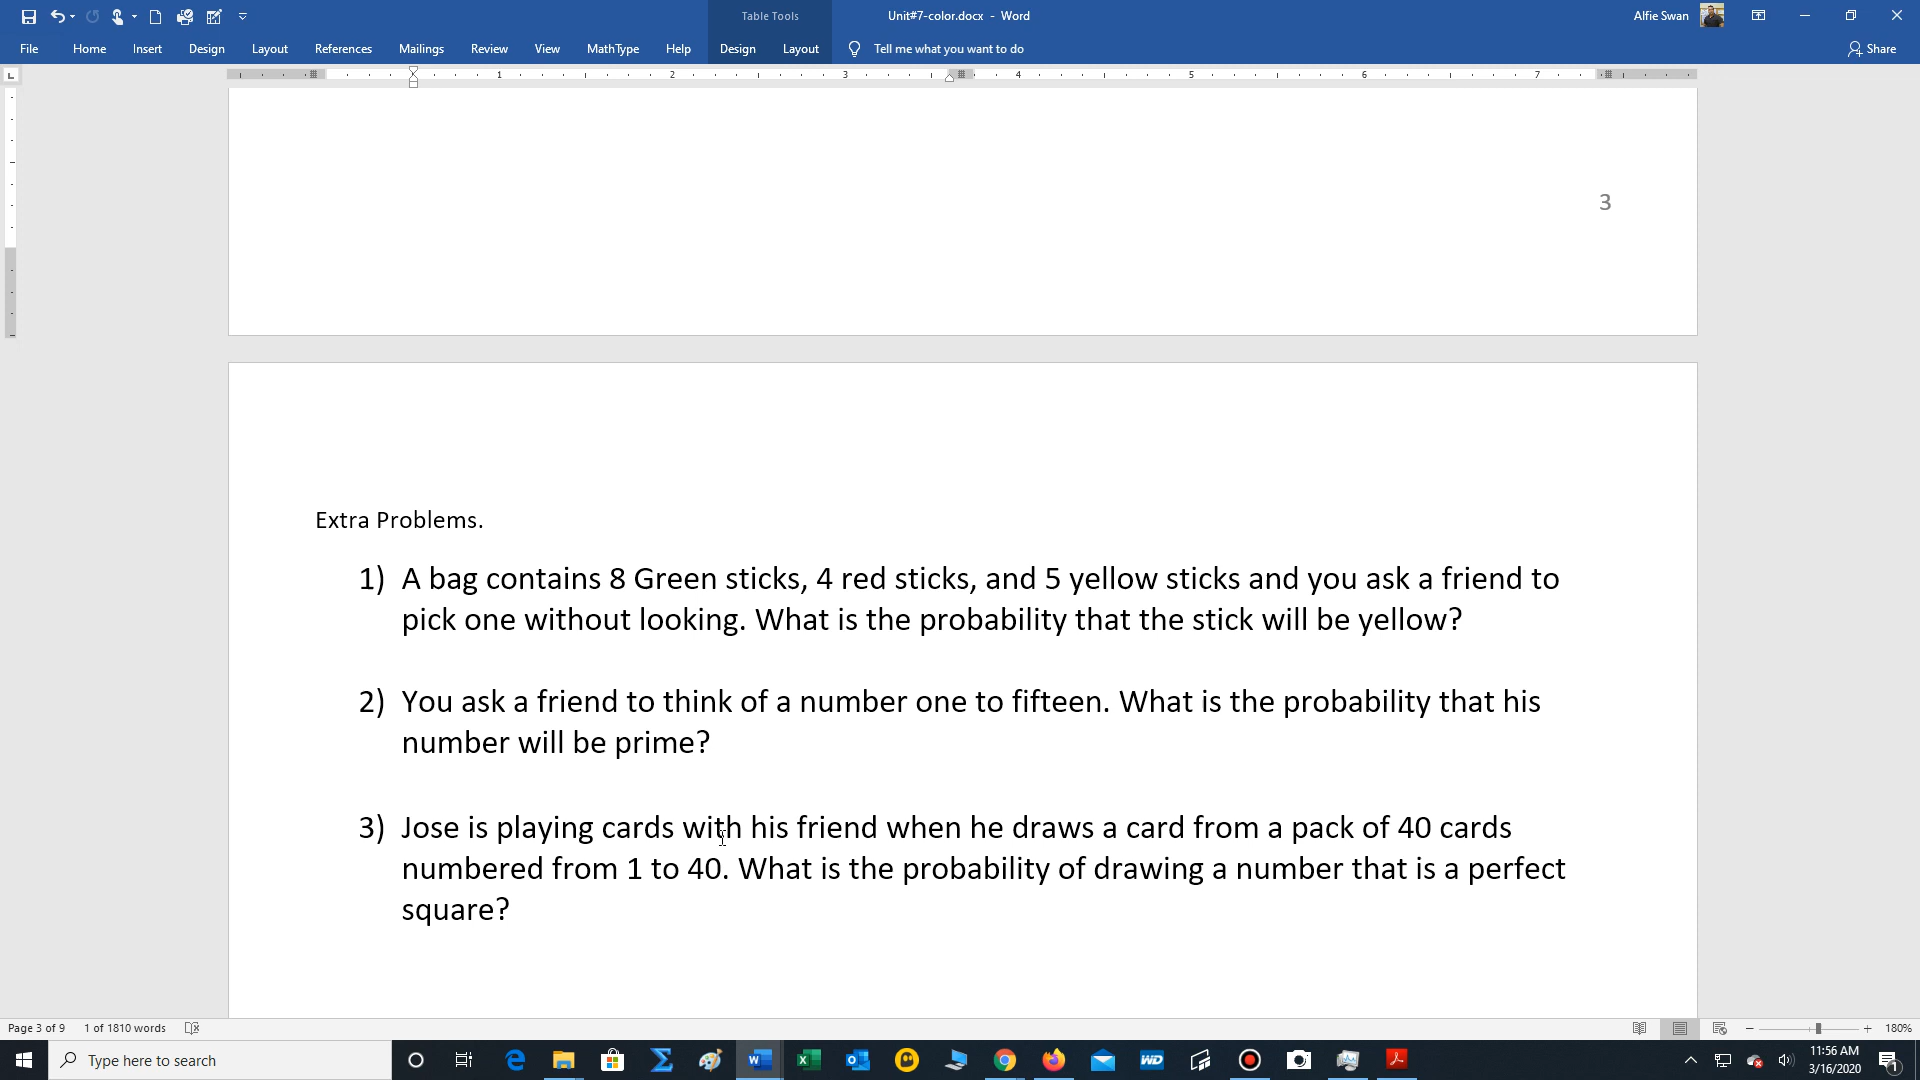 Table Tools
Unit#7-color.docx - Word
Alfie Swan
File Home Insert Design Layout References Mailings Review View MathType Help Design Layout Tell me what you want to do Share
1 2 3 4 5 6 7
3
Extra Problems.
1) A bag contains 8 Green sticks, 4 red sticks, and 5 yellow sticks and you ask a friend to
pick one without looking. What is the probability that the stick will be yellow?
2) You ask a friend to think of a number one to fifteen. What is the probability that his
number will be prime?
3) Jose is playing cards with his friend when he draws a card from a pack of 40 cards
numbered from 1 to 40. What is the probability of drawing a number that is a perfect
square?
Page 3 of 9 1 of 1810 words 180%
Type here to search
11:56 AM
3/16/2020